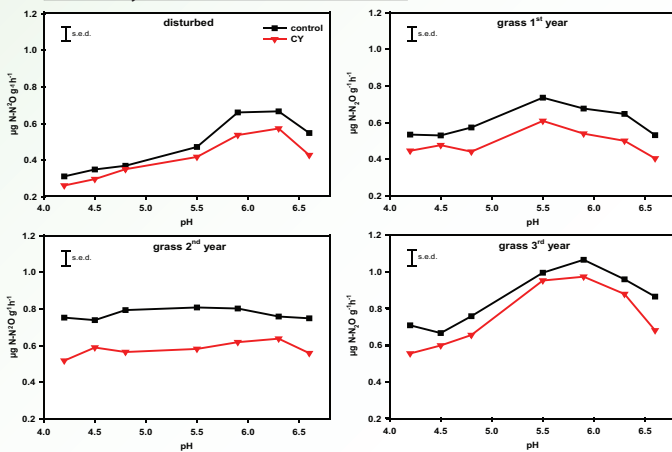 disturbed
control
CY
s.e.d.
µg N-N²O g⁻¹h⁻¹
1.2
1.0
0.8
0.6
0.4
0.2
4.0 4.5 5.0 5.5 6.0 6.5
pH
grass 1ˢᵗ year
s.e.d.
µg N-N₂O g⁻¹h⁻¹
1.2
1.0
0.8
0.6
0.4
0.2
4.0 4.5 5.0 5.5 6.0 6.5
pH
grass 2ⁿᵈ year
s.e.d.
µg N-N²O g⁻¹h⁻¹
1.2
1.0
0.8
0.6
0.4
0.2
4.0 4.5 5.0 5.5 6.0 6.5
pH
grass 3ʳᵈ year
s.e.d.
µg N-N₂O g⁻¹h⁻¹
1.2
1.0
0.8
0.6
0.4
0.2
4.0 4.5 5.0 5.5 6.0 6.5
pH